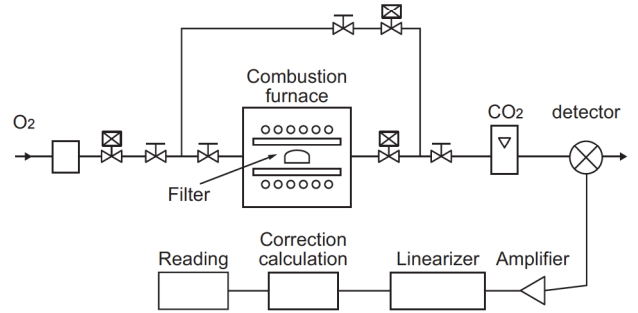 Combustion
furnace
O2
CO2 detector
Filter
Reading
Correction
calculation
Linearizer
Amplifier